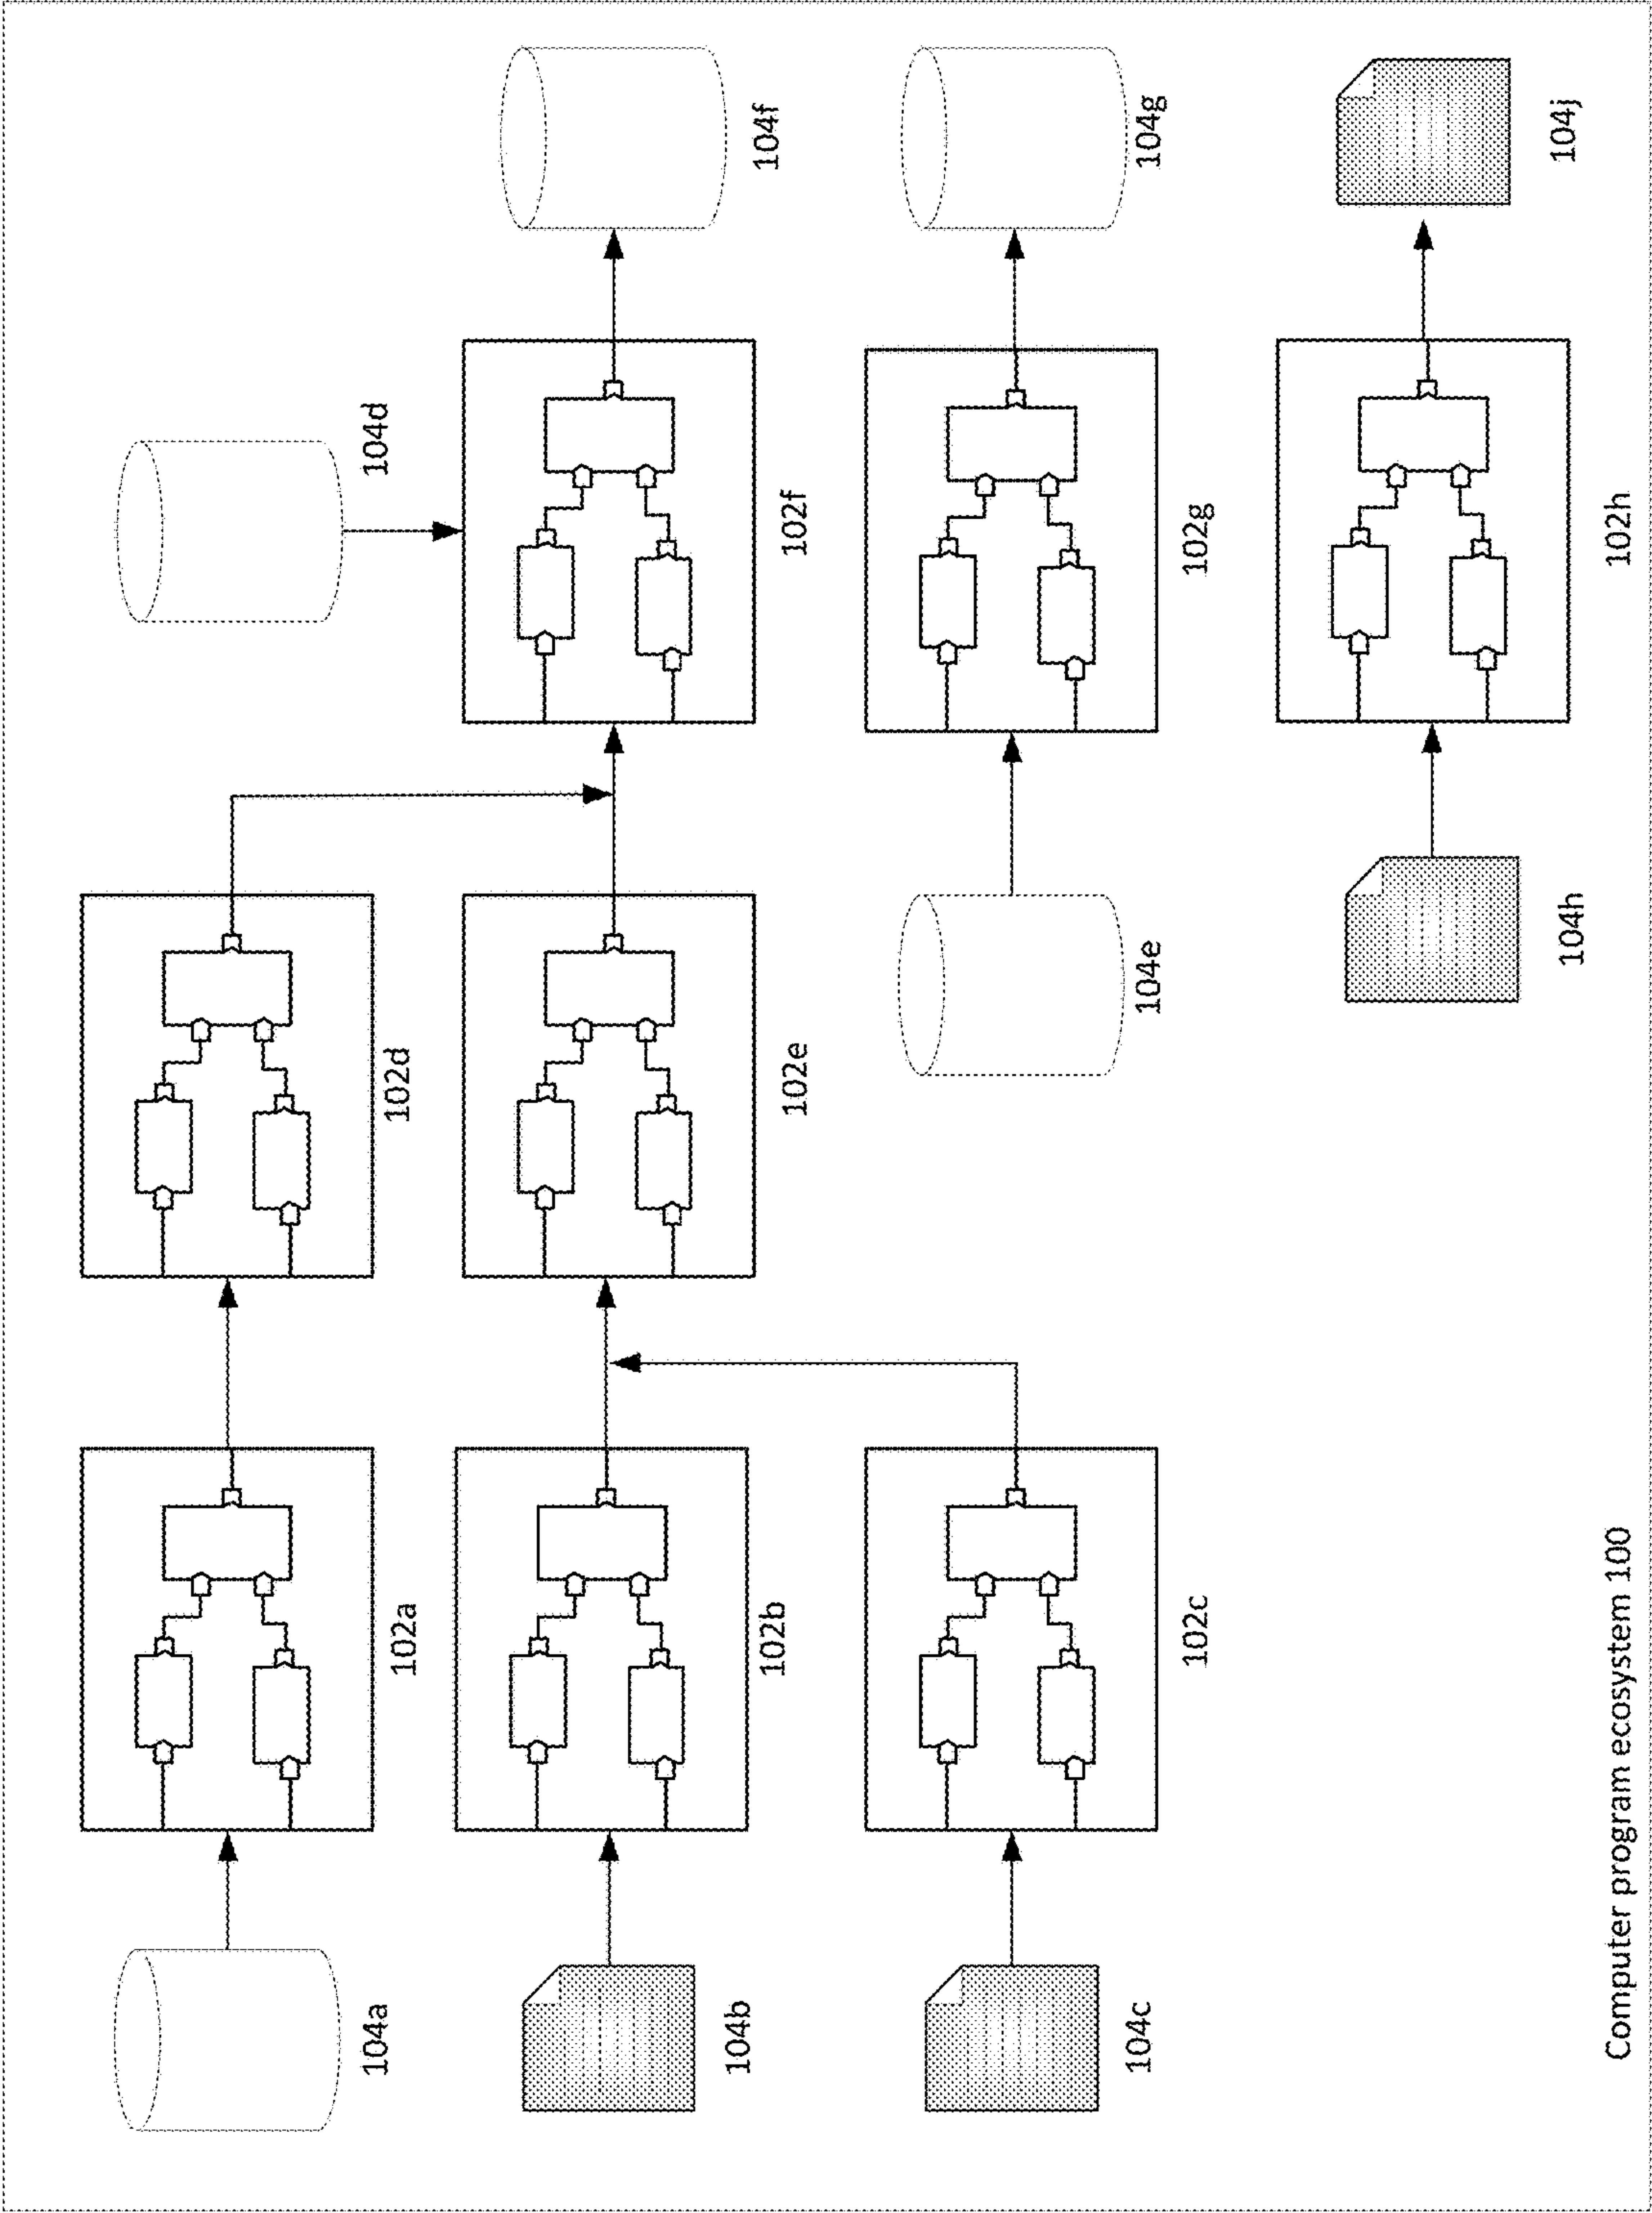 104a
102a
102d
104d
104b
102b
102e
102f
104f
104c
102c
104e
102g
104g
104h
102h
104j
Computer program ecosystem 100